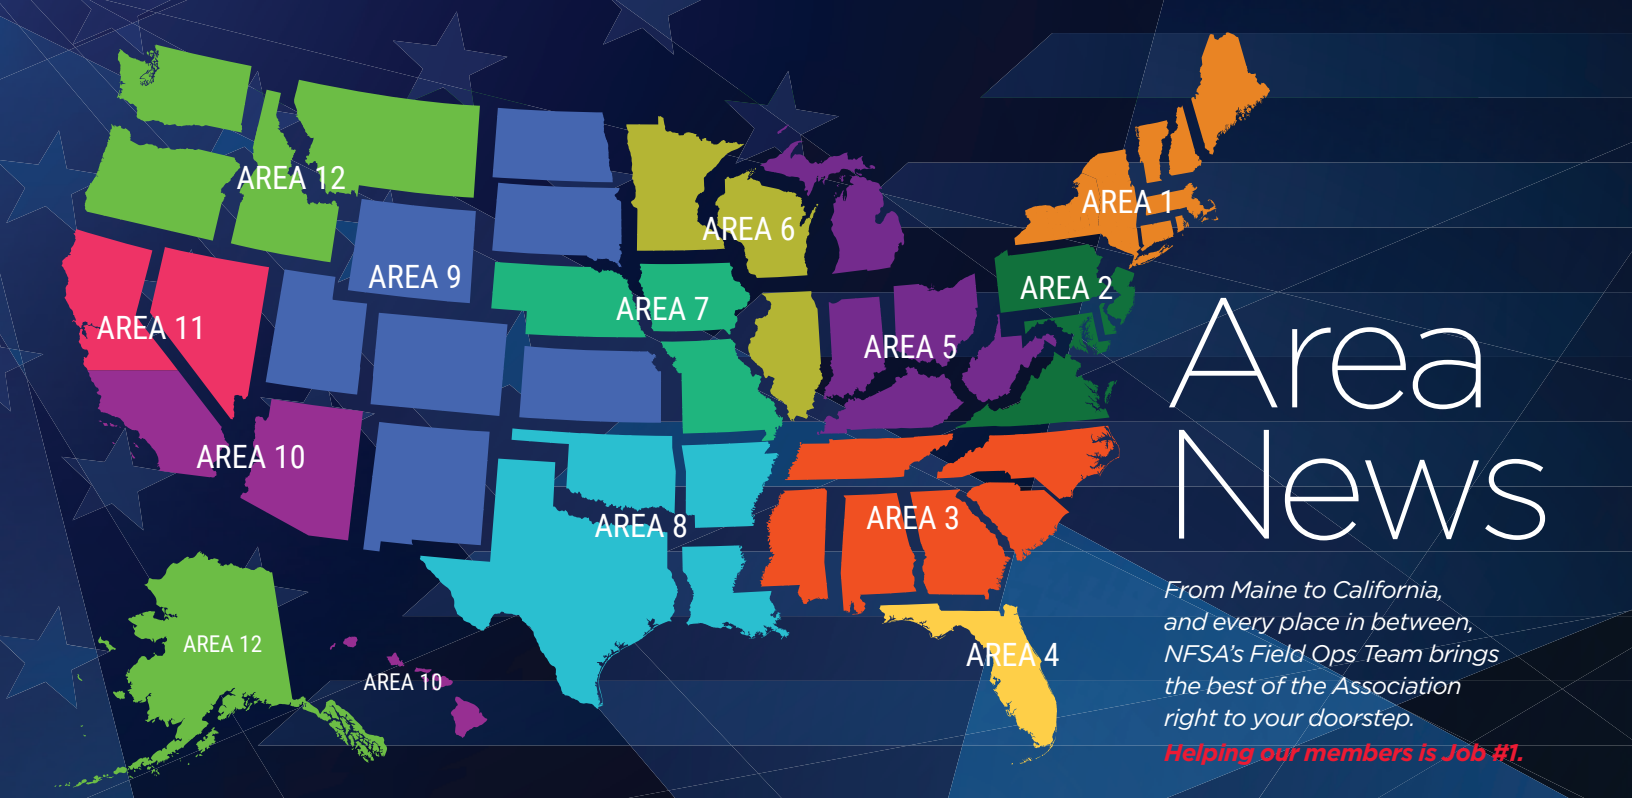 AREA 12
AREA 9
AREA 11
AREA 10
AREA 6
AREA 7
AREA 5
AREA 8
AREA 1
AREA 2
AREA 3
AREA 4
AREA 12
AREA 10
Area
News
From Maine to California,
and every place in between,
NFSA's Field Ops Team brings
the best of the Association
right to your doorstep.
Helping our members is Job #1.